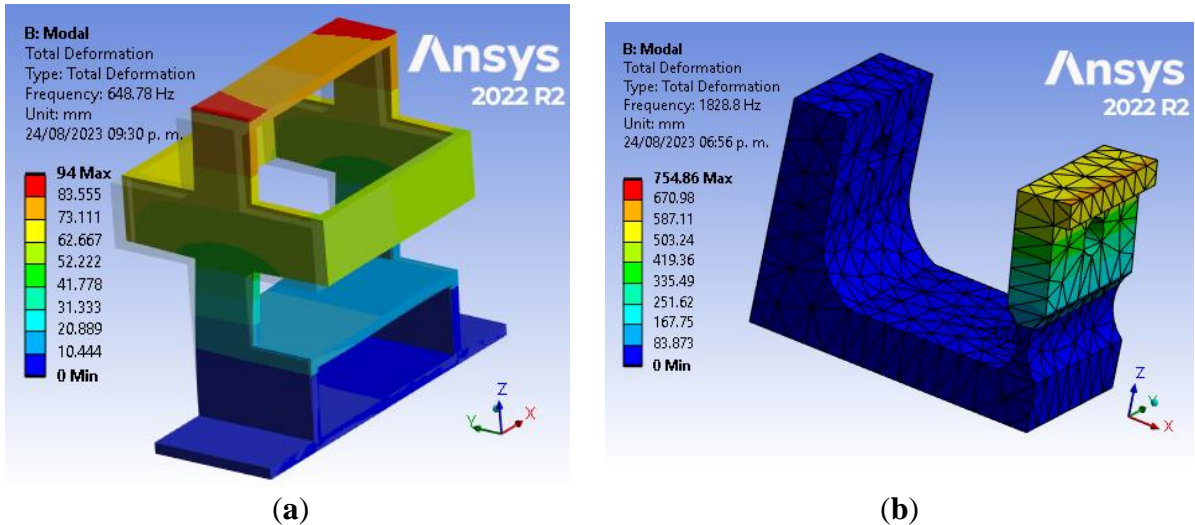 B: Modal
Total Deformation
Type: Total Deformation
Frequency: 648.78 Hz
Unit: mm
24/08/2023 09:30 p. m.
Ansys
2022 R2
94 Max
83.555
73.111
62.667
52.222
41.778
31.333
20.889
10.444
0 Min
Z
Y
X
(a)
B: Modal
Total Deformation
Type: Total Deformation
Frequency: 1828.8 Hz
Unit: mm
24/08/2023 06:56 p. m.
Ansys
2022 R2
754.86 Max
670.98
587.11
503.24
419.36
335.49
251.62
167.75
83.873
0 Min
Z
Y
X
(b)